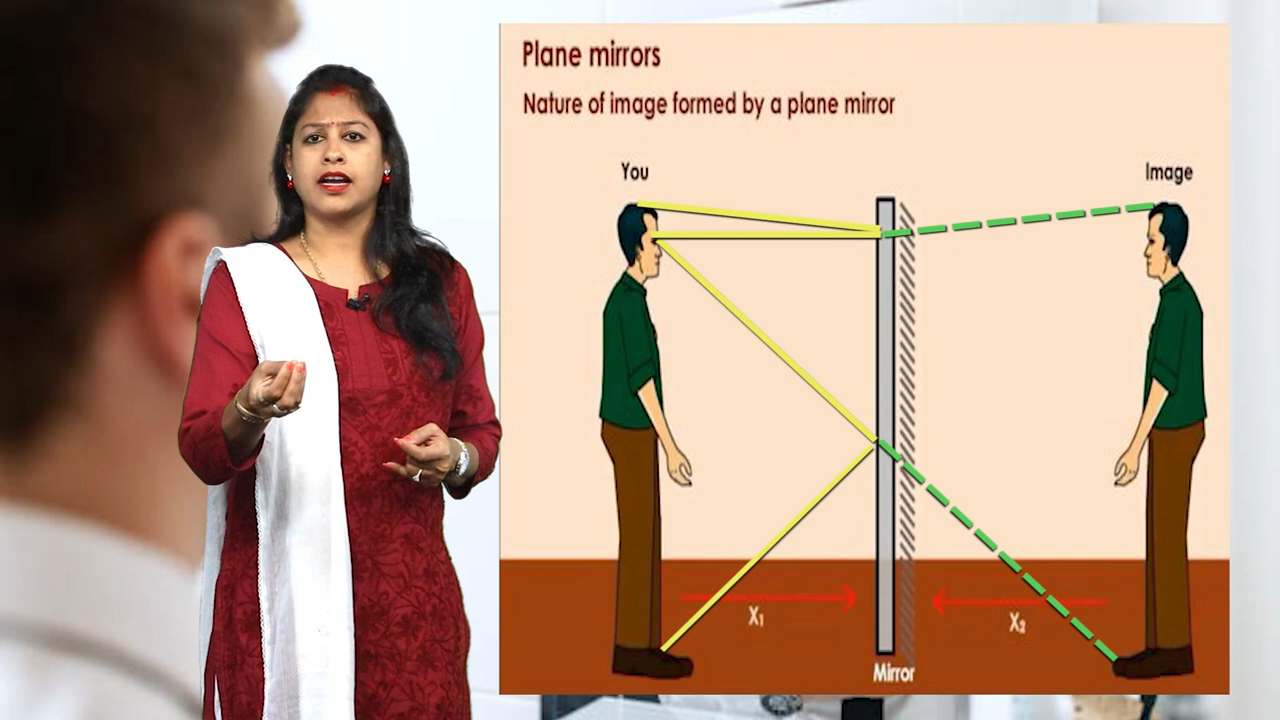 Plane mirrors
Nature of image formed by a plane mirror
You
Image
X₁
X₂
Mirror